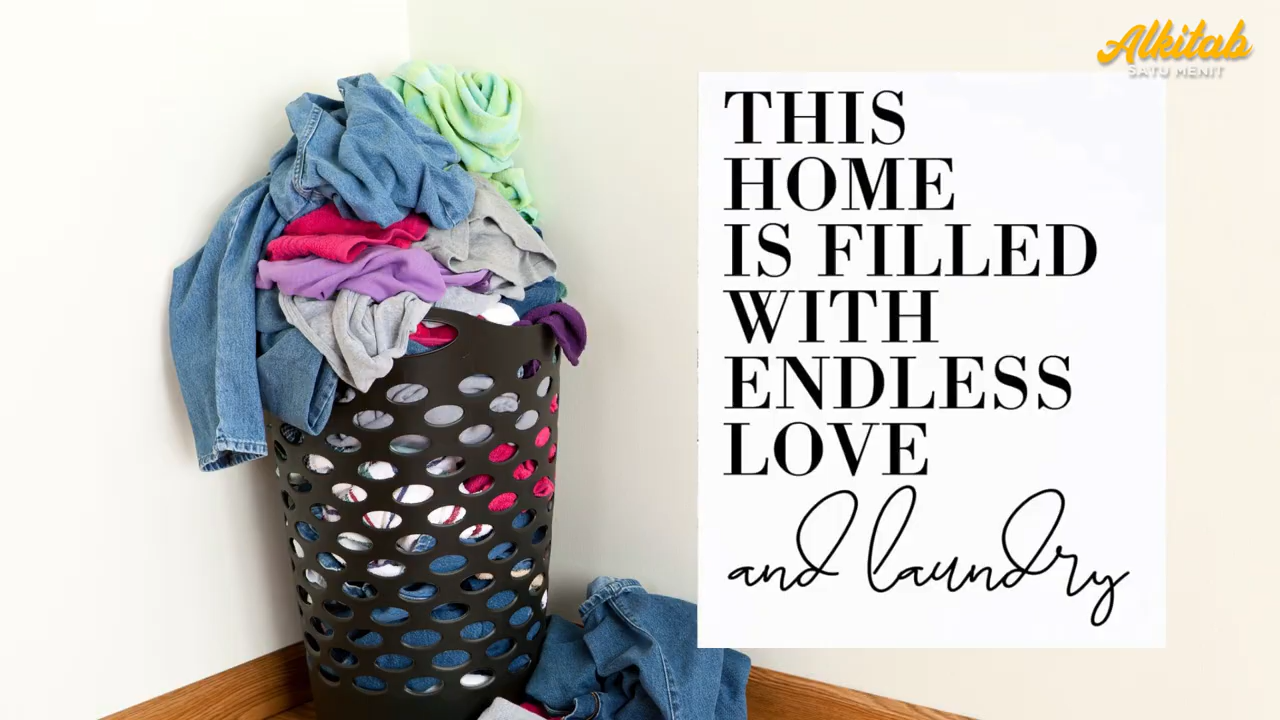 Alkitab
SATU MENIT
THIS
HOME
IS FILLED
WITH
ENDLESS
LOVE
and laundry